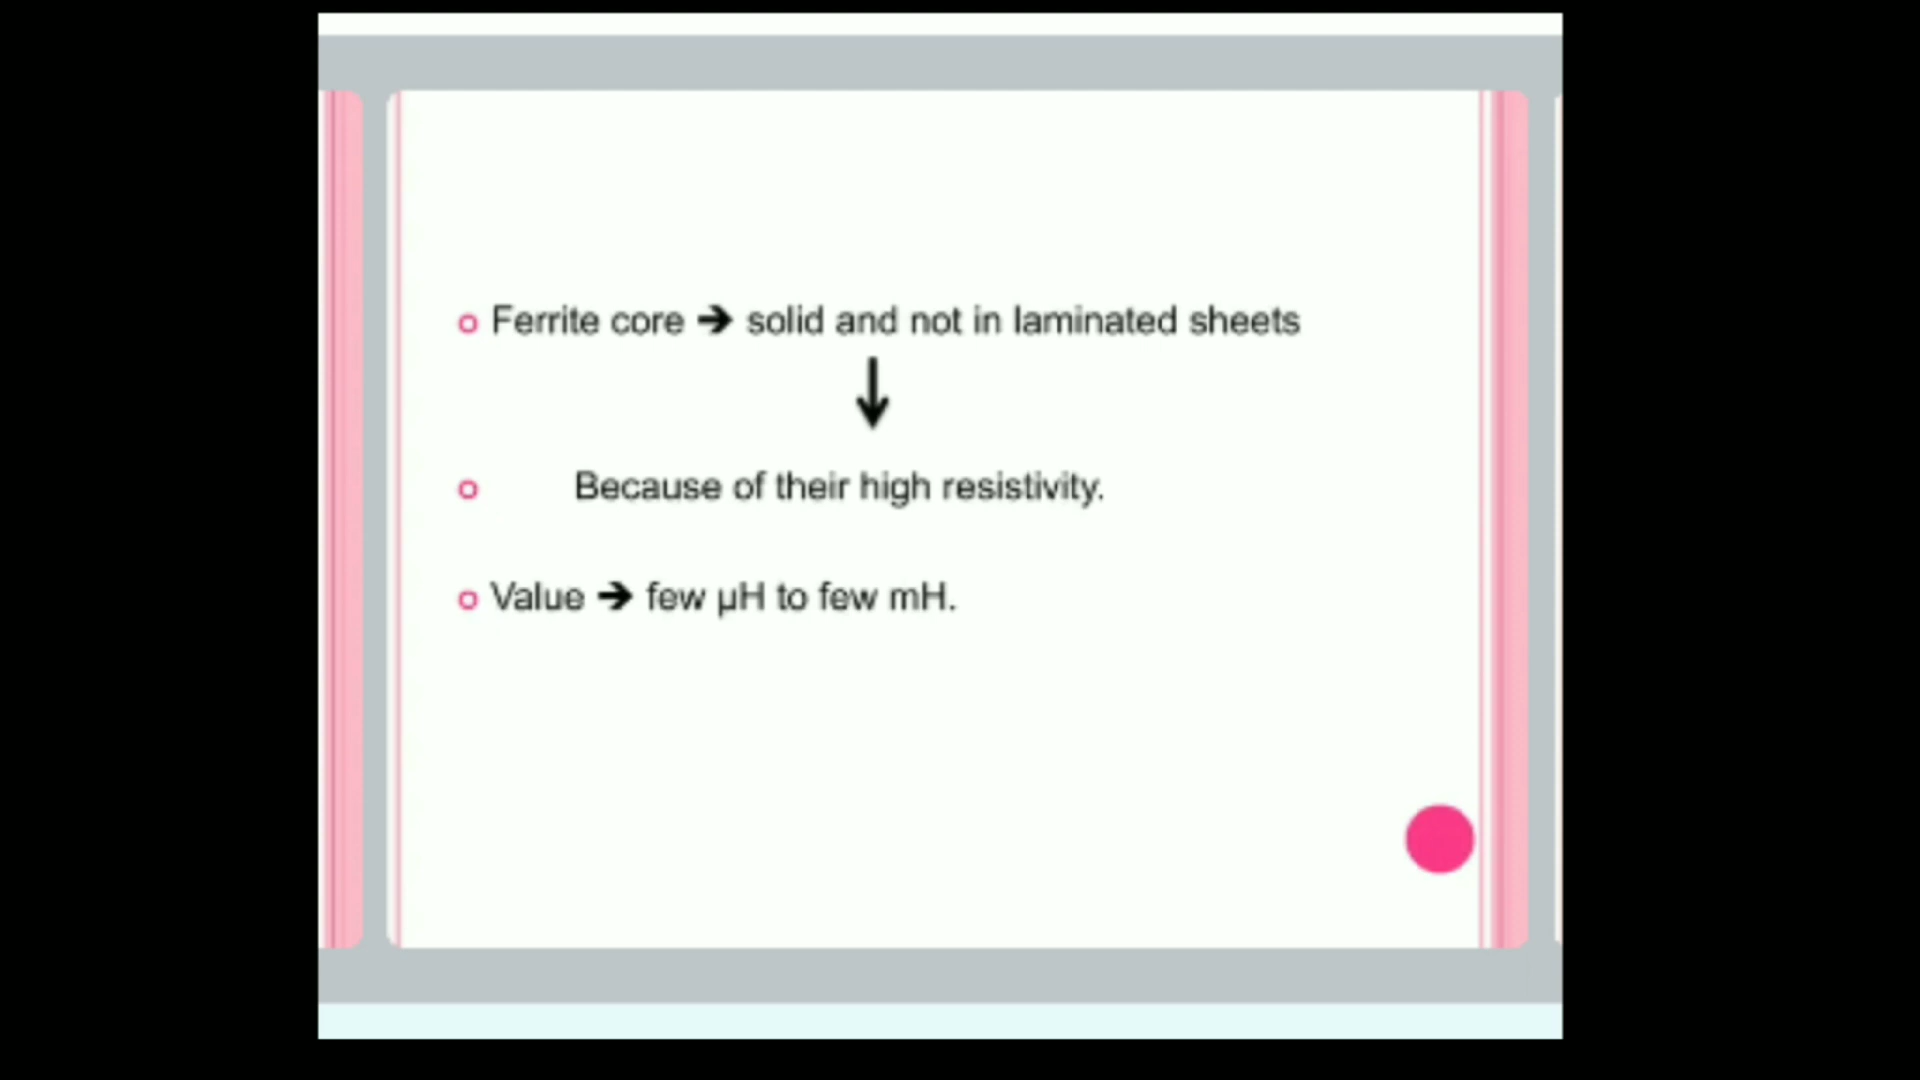 Ferrite core ➔ solid and not in laminated sheets
Because of their high resistivity.
Value ➔ few µH to few mH.